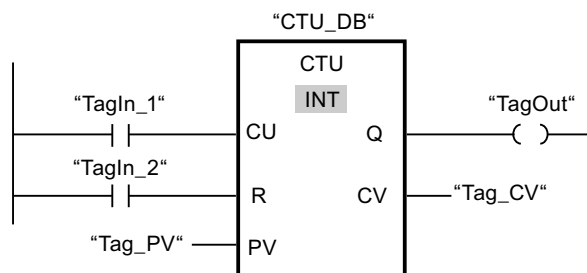 "CTU_DB"
CTU
INT
"TagIn_1“
"TagOut“
CU
Q
"TagIn_2“
R
CV
"Tag_CV“
"Tag_PV“
PV